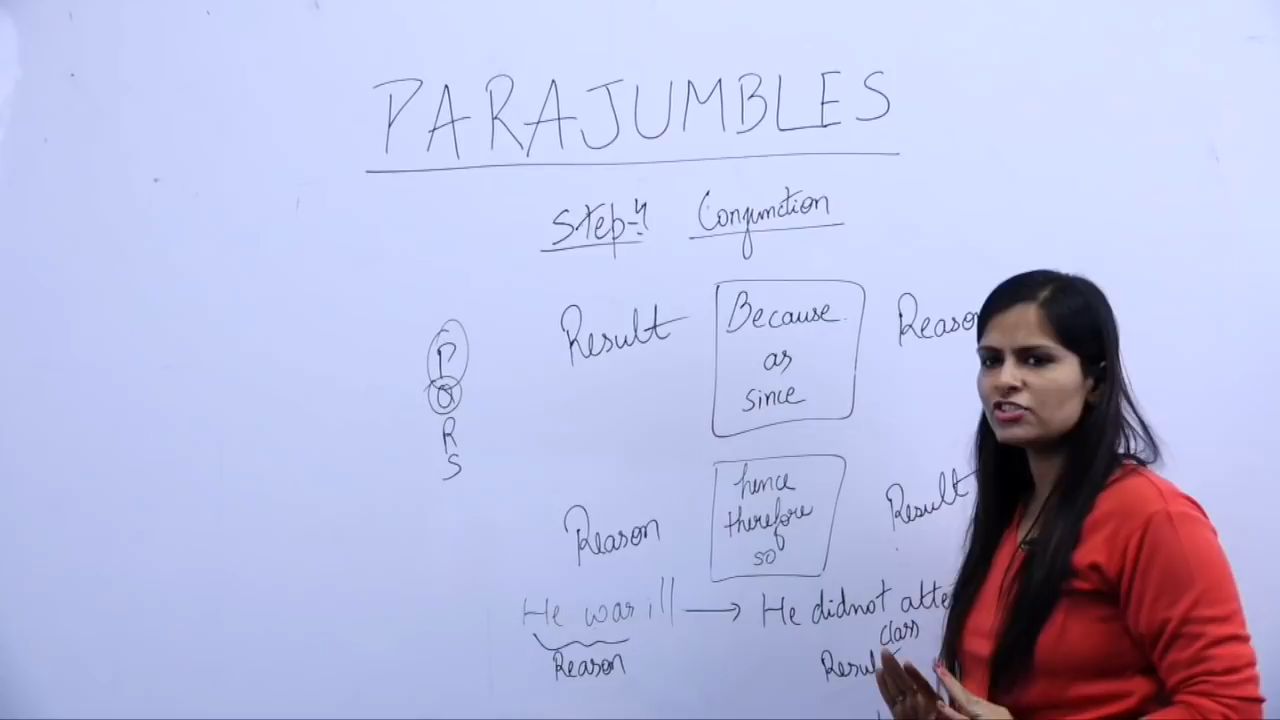 PARAJUMBLES
Step-4 Conjunction
Result Because Reason
as
since
P
Q
R
S
Reason hence Result
therefore
so
He was ill → He did not atte
class
Reason Resul